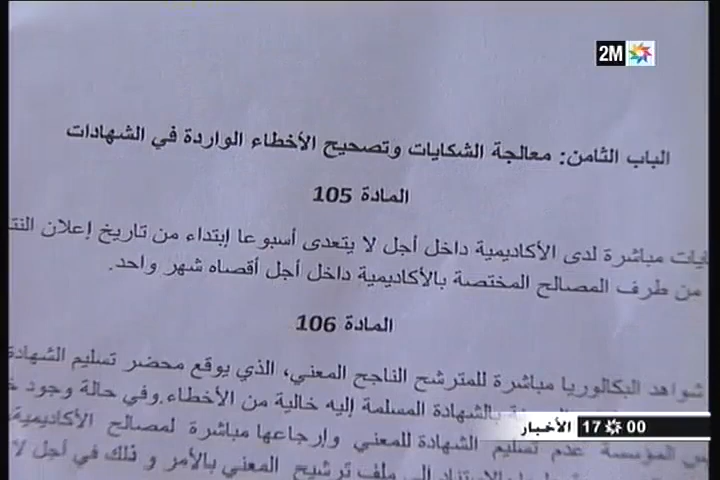 2M
الباب الثامن: معالجة الشكايات وتصحيح الأخطاء الواردة في الشهادات
المادة 105
مباشرة لدى الأكاديمية داخل أجل لا يتعدى أسبوعا إبتداء من تاريخ إعلان
من طرف المصالح المختصة بالأكاديمية داخل أجل أقصاه شهر واحد.
المادة 106
شواهد البكالوريا مباشرة للمترشح الناجح المعني، الذي يوقع محضر تسليم الشهادة
بالشهادة المسلمة إليه خالية من الأخطاء.وفي حالة وجود
المؤسسة عدم تسليم الشهادة للمعني وإرجاعها مباشرة لمصالح الأكاديمية
ملف ترشيح المعني بالأمر و ذلك في أجل لا
الأخبار 17 00